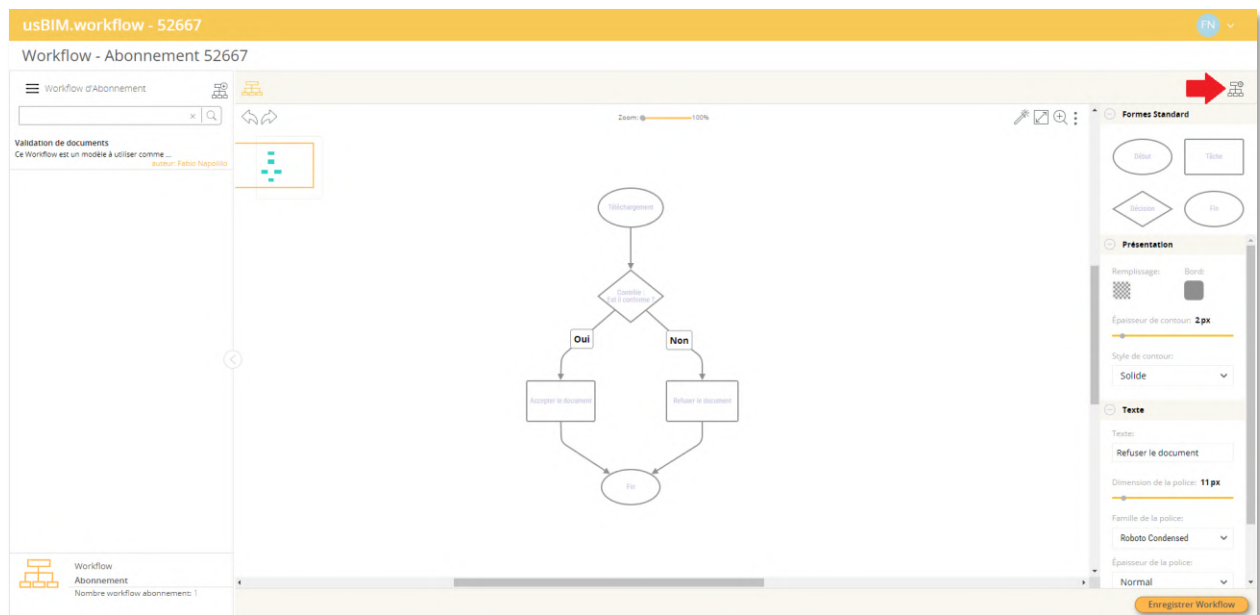 usBIM.workflow - 52667
FN
Workflow - Abonnement 52667
Workflow d'Abonnement
Validation de documents
Ce Workflow est un modèle à utiliser comme ...
auteur: Fabio Napolillo
Zoom: 100%
Téléchargement
Contrôler :
Est il conforme ?
Oui
Non
Accepter le document
Refuser le document
Fin
Formes Standard
Début
Tâche
Décision
Fin
Présentation
Remplissage:
Bord:
Épaisseur de contour: 2 px
Style de contour:
Solide
Texte
Texte:
Refuser le document
Dimension de la police: 11 px
Famille de la police:
Roboto Condensed
Épaisseur de la police:
Normal
Workflow
Abonnement
Nombre workflow abonnement: 1
Enregistrer Workflow